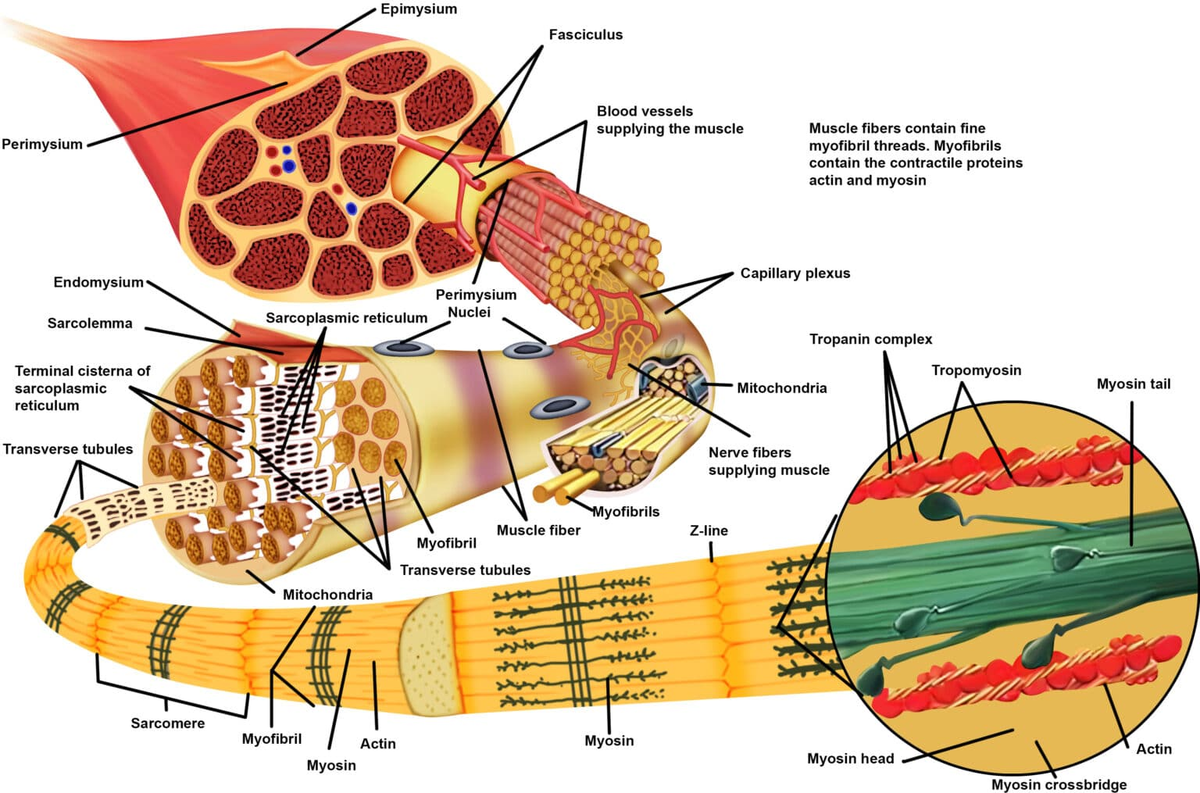 Epimysium
Fasciculus
Blood vessels
supplying the muscle
Muscle fibers contain fine
myofibril threads. Myofibrils
contain the contractile proteins
actin and myosin
Perimysium
Capillary plexus
Endomysium
Perimysium
Nuclei
Sarcolemma
Sarcoplasmic reticulum
Tropanin complex
Terminal cisterna of
sarcoplasmic
reticulum
Tropomyosin
Myosin tail
Mitochondria
Transverse tubules
Nerve fibers
supplying muscle
Myofibrils
Muscle fiber
Z-line
Myofibril
Transverse tubules
Mitochondria
Sarcomere
Myofibril
Myosin
Actin
Myosin
Myosin head
Actin
Myosin crossbridge